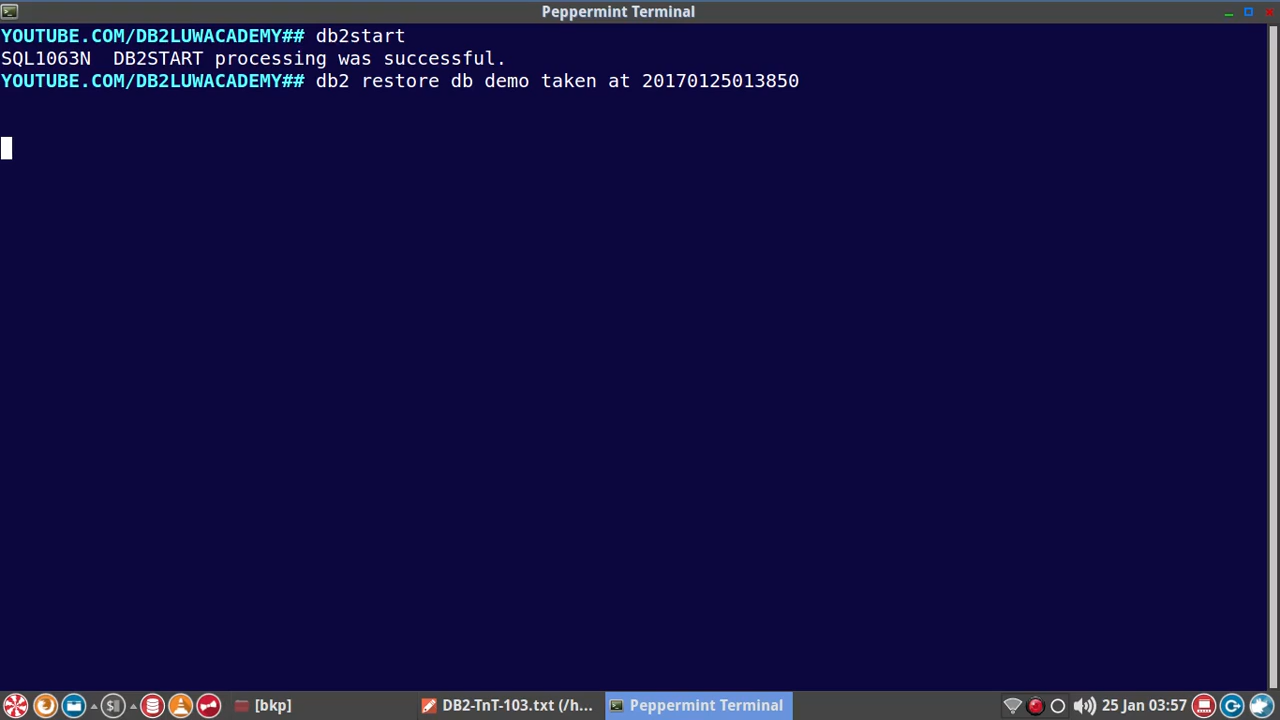 Peppermint Terminal
YOUTUBE.COM/DB2LUWACADEMY## db2start
SQL1063N  DB2START processing was successful.
YOUTUBE.COM/DB2LUWACADEMY## db2 restore db demo taken at 20170125013850
[bkp]
DB2-TnT-103.txt (/h...
Peppermint Terminal
25 Jan 03:57